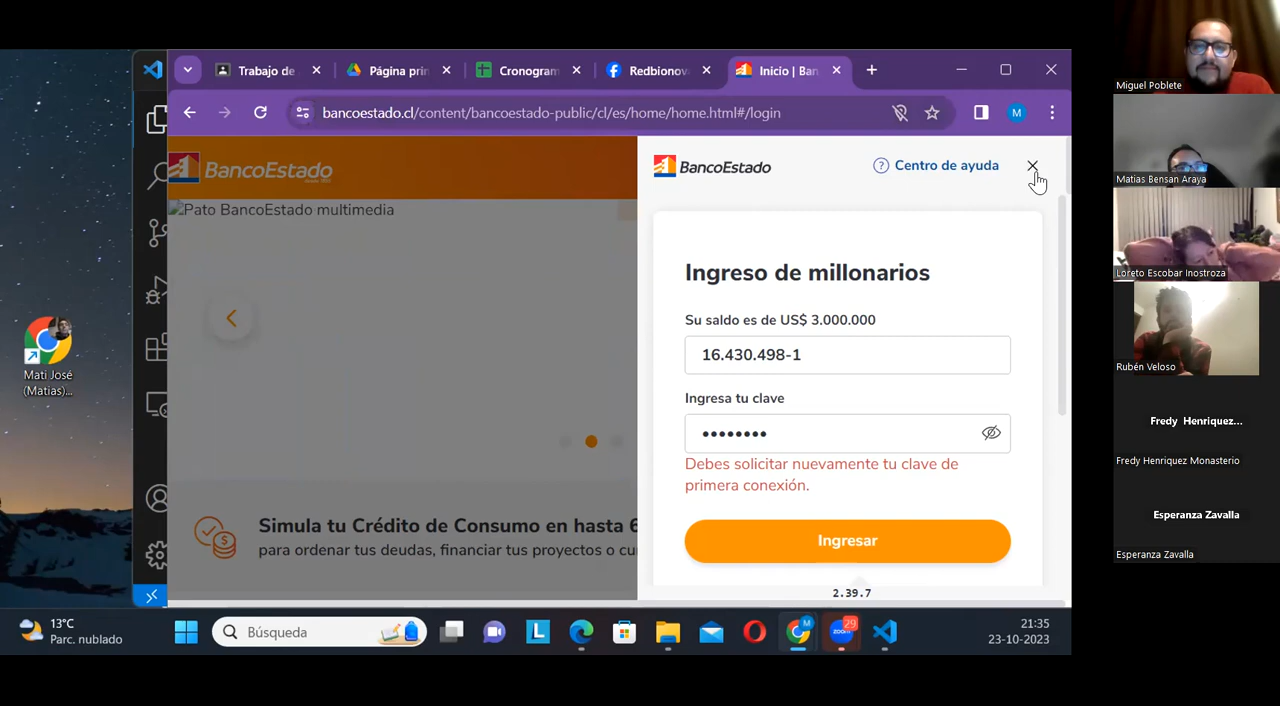 Trabajo de
Página prin
Cronogram
Redbionov
Inicio | Ban
bancoestado.cl/content/bancoestado-public/cl/es/home/home.html#/login
M
BancoEstado
Pato BancoEstado multimedia
BancoEstado
Centro de ayuda
Ingreso de millonarios
Su saldo es de US$ 3.000.000
16.430.498-1
Ingresa tu clave
••••••••
Debes solicitar nuevamente tu clave de
primera conexión.
Ingresar
2.39.7
Simula tu Crédito de Consumo en hasta 6
para ordenar tus deudas, financiar tus proyectos o cu
Mati José
(Matias)...
13°C
Parc. nublado
Búsqueda
L
M
zoom
29
21:35
23-10-2023
Miguel Poblete
Matias Bensan Araya
Loreto Escobar Inostroza
Rubén Veloso
Fredy Henriquez...
Fredy Henriquez Monasterio
Esperanza Zavalla
Esperanza Zavalla